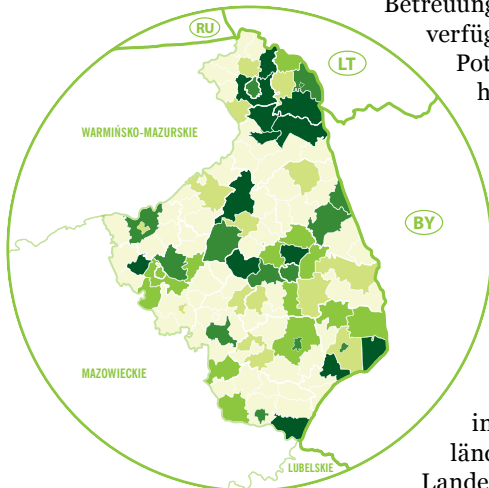 Betreuung
verfüg
Pot
h
RU
LT
WARMIŃSKO-MAZURSKIE
BY
MAZOWIECKIE
in
länd
LUBELSKIE
Lande